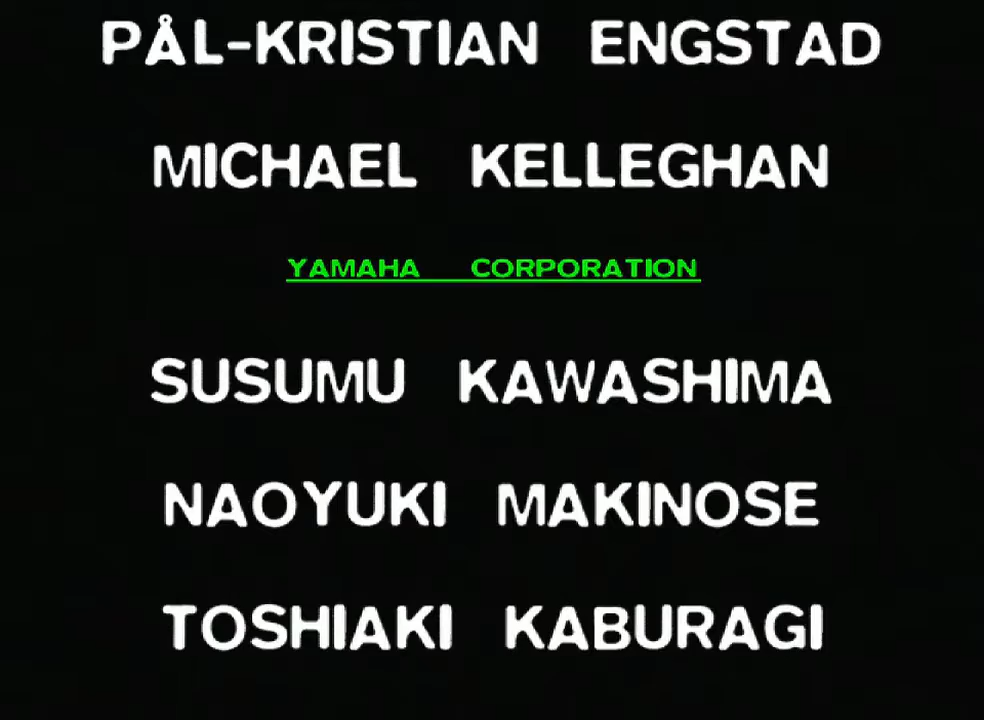 PÅL-KRISTIAN ENGSTAD
MICHAEL KELLEGHAN
YAMAHA CORPORATION
SUSUMU KAWASHIMA
NAOYUKI MAKINOSE
TOSHIAKI KABURAGI